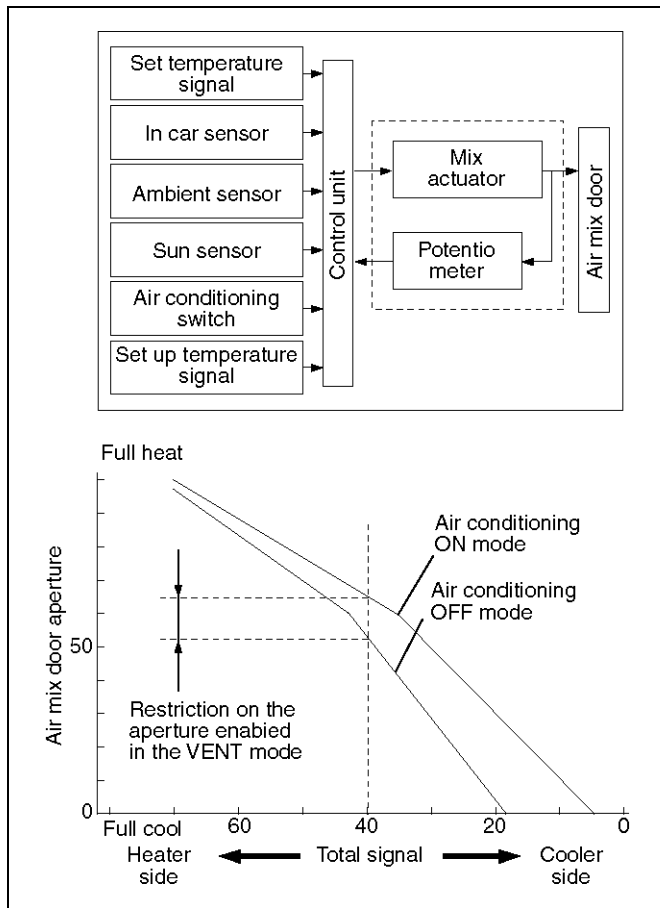 Set temperature
signal
In car sensor
Ambient sensor
Sun sensor
Air conditioning
switch
Set up temperature
signal
Control unit
Mix
actuator
Potentio
meter
Air mix door
Full heat
Air mix door aperture
50
0
Air conditioning
ON mode
Air conditioning
OFF mode
Restriction on the
aperture enabied
in the VENT mode
Full cool
60
40
20
0
Heater
side
Total signal
Cooler
side